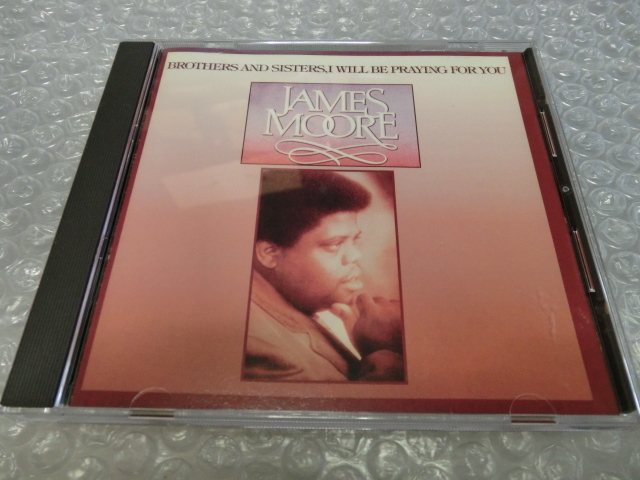 BROTHERS AND SISTERS,I WILL BE PRAYING FOR YOU
JAMES
MOORE